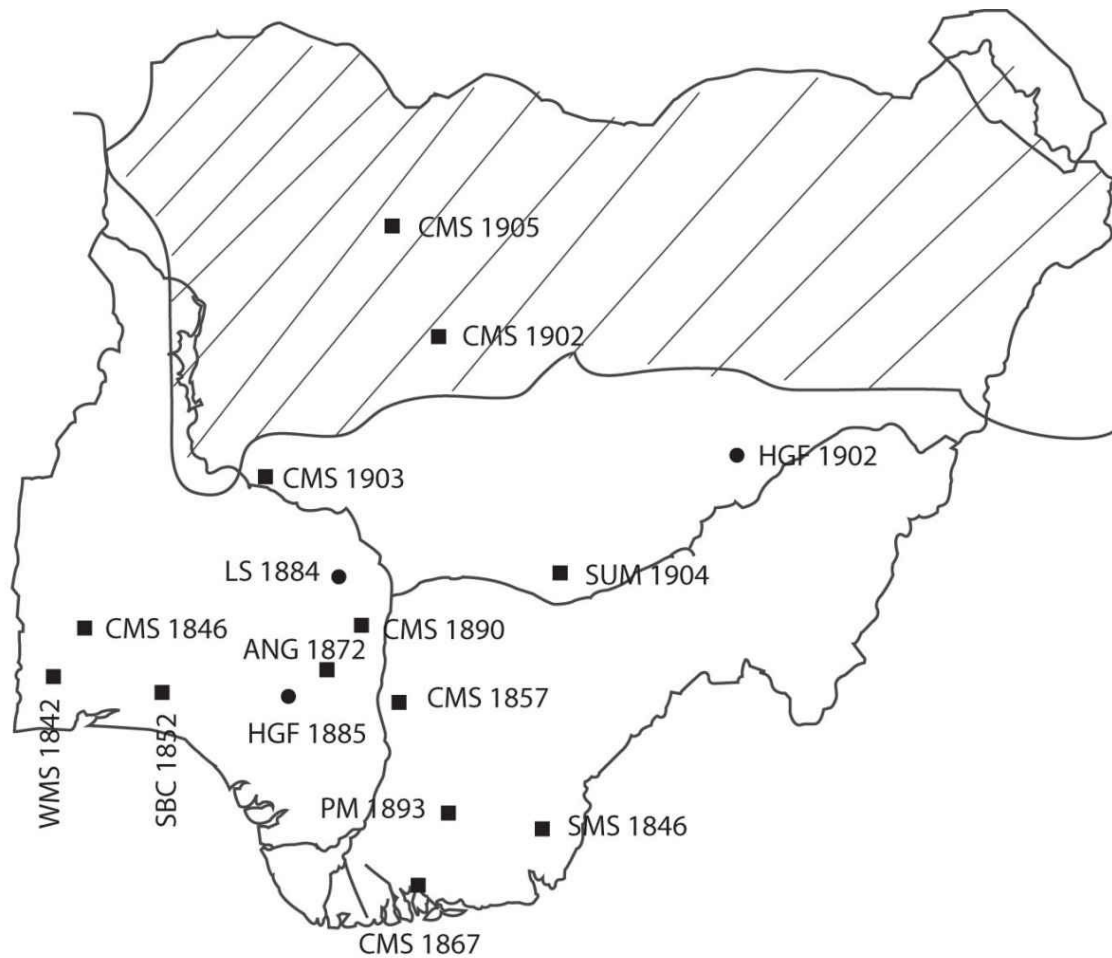 CMS 1905
CMS 1902
HGF 1902
CMS 1903
LS 1884
SUM 1904
CMS 1846
CMS 1890
ANG 1872
CMS 1857
HGF 1885
WMS 1842
SBC 1852
PM 1893
SMS 1846
CMS 1867